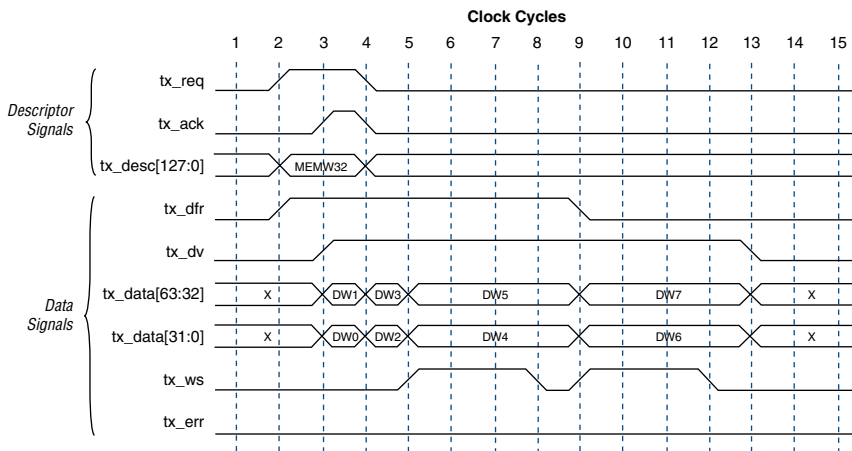 Clock Cycles
1 2 3 4 5 6 7 8 9 10 11 12 13 14 15
tx_req
Descriptor
Signals
tx_ack
tx_desc[127:0] MEMW32
tx_dfr
tx_dv
tx_data[63:32] X DW1 DW3 DW5 DW7 X
Data
Signals
tx_data[31:0] X DW0 DW2 DW4 DW6 X
tx_ws
tx_err